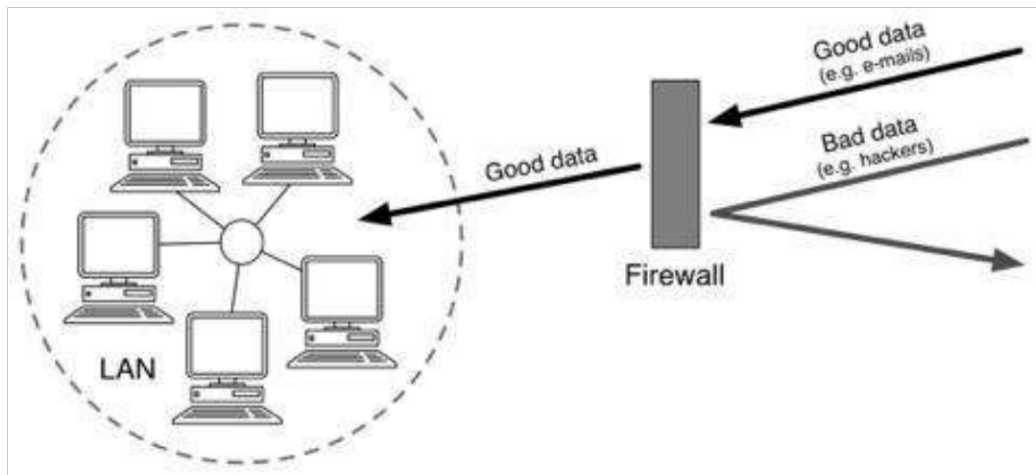 Good data
(e.g. e-mails)
Bad data
(e.g. hackers)
Good data
Firewall
LAN